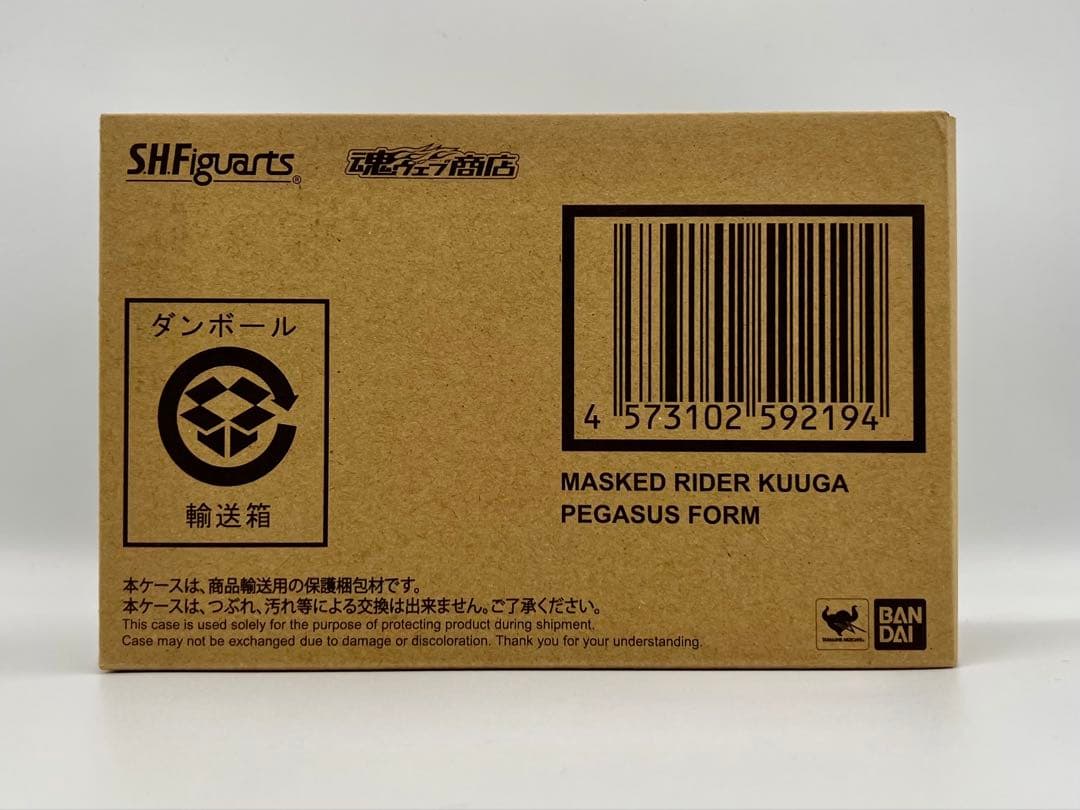 S.H.Figuarts®
魂ウェブ商店
4 573102 592194
MASKED RIDER KUUGA
PEGASUS FORM
ダンボール
輸送箱
本ケースは、商品輸送用の保護梱包材です。
本ケースは、つぶれ、汚れ等による交換は出来ません。ご了承ください。
This case is used solely for the purpose of protecting product during shipment.
Case may not be exchanged due to damage or discoloration. Thank you for your understanding.
TAMASHII NATIONS
BAN
DAI